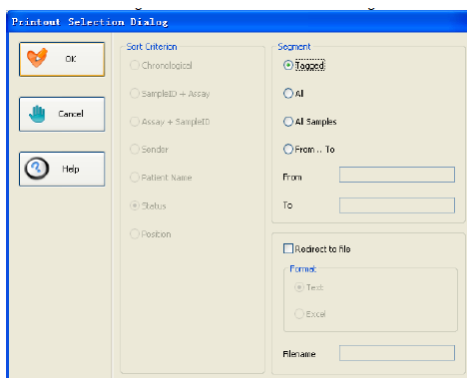 Printout Selecti Dialog
OK
Cancel
Help
Sort Criterion
Chronological
SampleID + Assay
Assay + SampleID
Sender
Patient Name
Status
Position
Segment
Tagged
All
All Samples
From .. To
From
To
Redirect to file
Format
Text
Excel
Filename